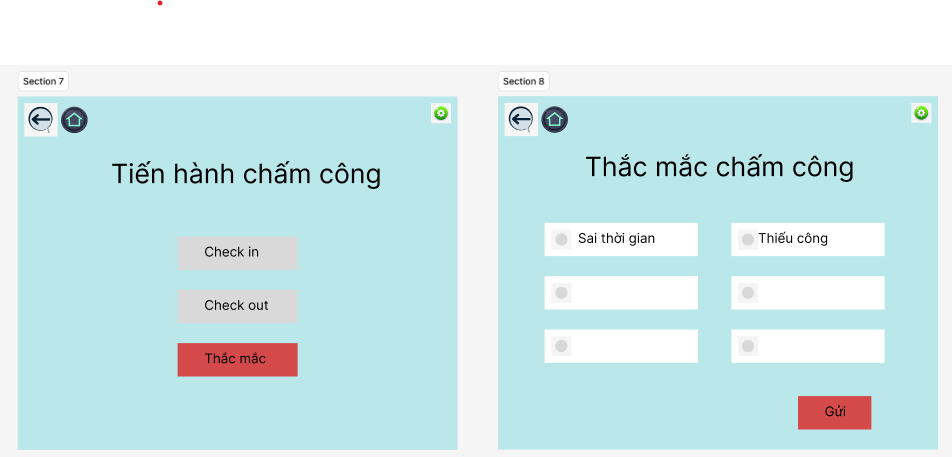 Section 7
Tiến hành chấm công
Check in
Check out
Thắc mắc
Section 8
Thắc mắc chấm công
Sai thời gian
Thiếu công
Gửi